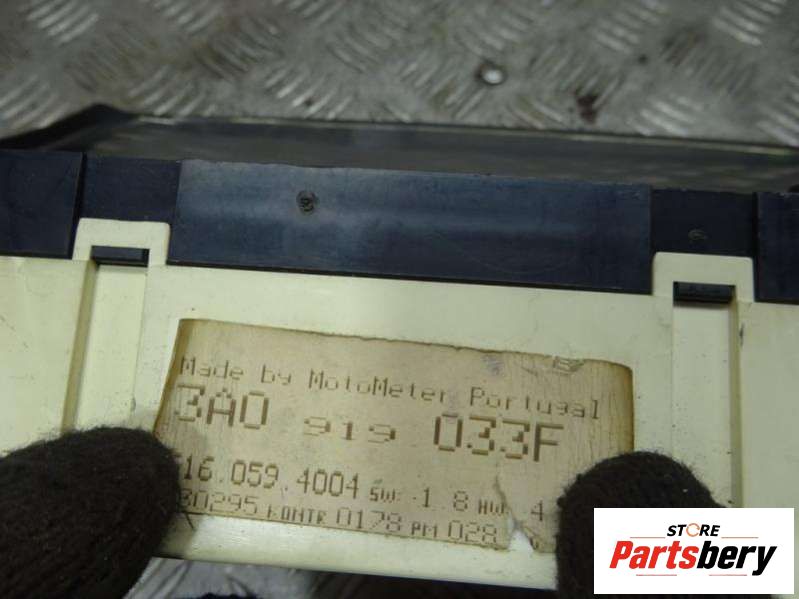 Made by MotoMeter Portugal
3A0 919 033F
16.059.4004 SW: 1.8 HW: 4
30295 KONTR 0178 PM 028
STORE
Partsbery